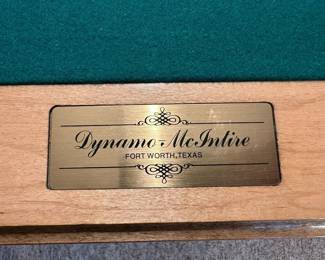 Dynamo-McIntire
FORT WORTH, TEXAS